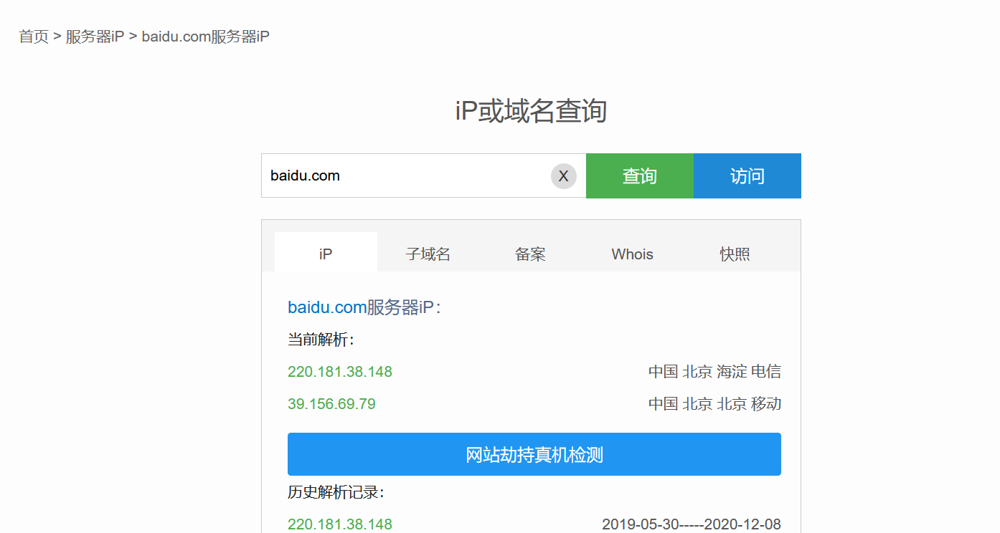 首页 > 服务器iP > baidu.com服务器iP
iP或域名查询
baidu.com X 查询 访问
iP 子域名 备案 Whois 快照
baidu.com服务器iP：
当前解析：
220.181.38.148 中国 北京 海淀 电信
39.156.69.79 中国 北京 北京 移动
网站劫持真机检测
历史解析记录：
220.181.38.148 2019-05-30-----2020-12-08